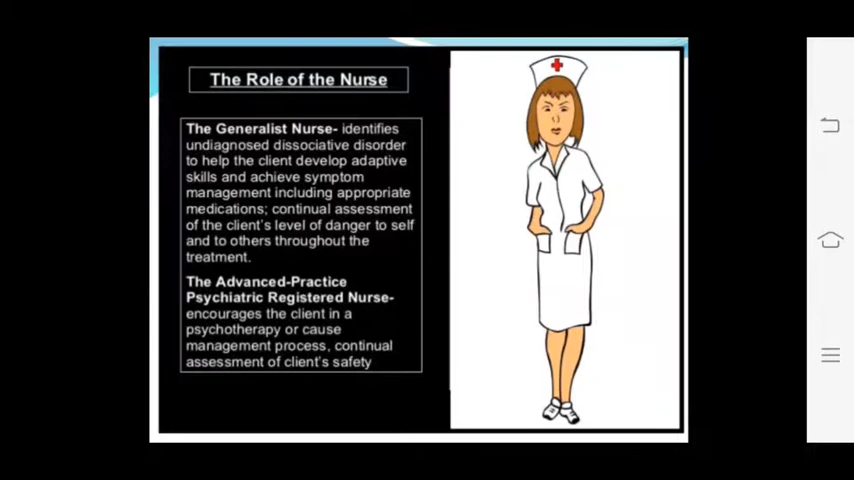 The Role of the Nurse
The Generalist Nurse- identifies
undiagnosed dissociative disorder
to help the client develop adaptive
skills and achieve symptom
management including appropriate
medications; continual assessment
of the client's level of danger to self
and to others throughout the
treatment.
The Advanced-Practice
Psychiatric Registered Nurse-
encourages the client in a
psychotherapy or cause
management process, continual
assessment of client's safety